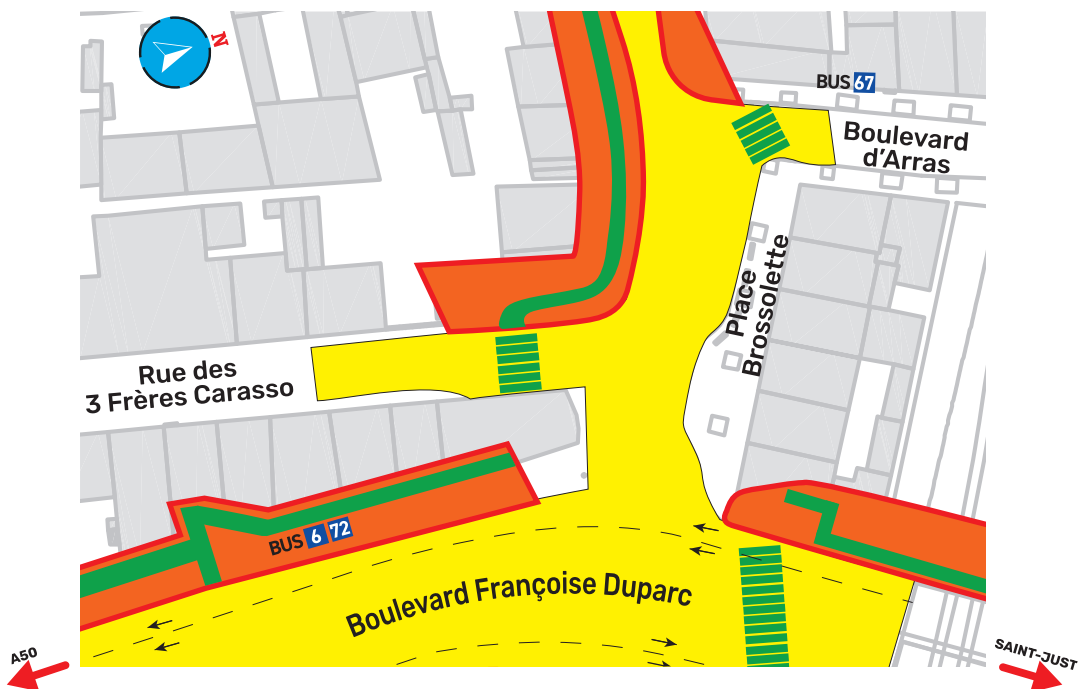 N
BUS 67
Boulevard
d'Arras
Place
Brossolette
Rue des
3 Frères Carasso
BUS 6 72
Boulevard Françoise Duparc
A50
SAINT-JUST